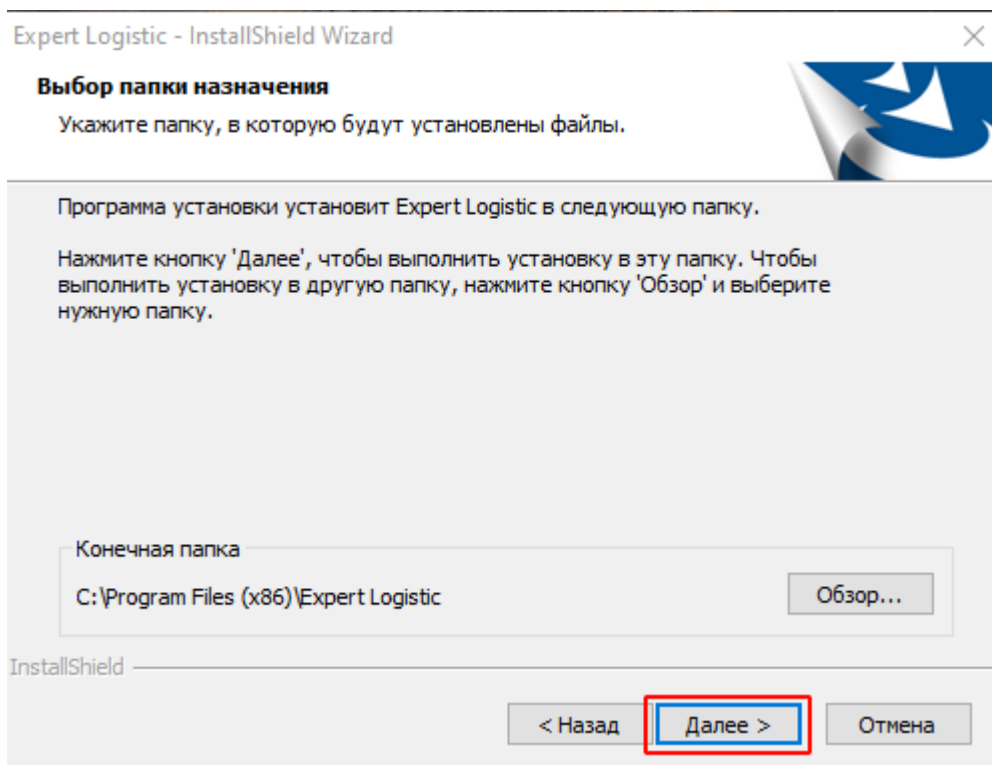 Expert Logistic - InstallShield Wizard
Выбор папки назначения
Укажите папку, в которую будут установлены файлы.
Программа установки установит Expert Logistic в следующую папку.
Нажмите кнопку 'Далее', чтобы выполнить установку в эту папку. Чтобы
выполнить установку в другую папку, нажмите кнопку 'Обзор' и выберите
нужную папку.
Конечная папка
C:\Program Files (x86)\Expert Logistic
Обзор...
InstallShield
< Назад
Далее >
Отмена